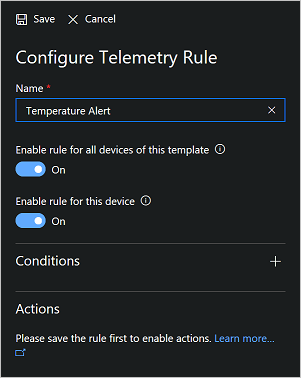 Save Cancel
Configure Telemetry Rule
Name *
Temperature Alert
Enable rule for all devices of this template
On
Enable rule for this device
On
Conditions
Actions
Please save the rule first to enable actions. Learn more...